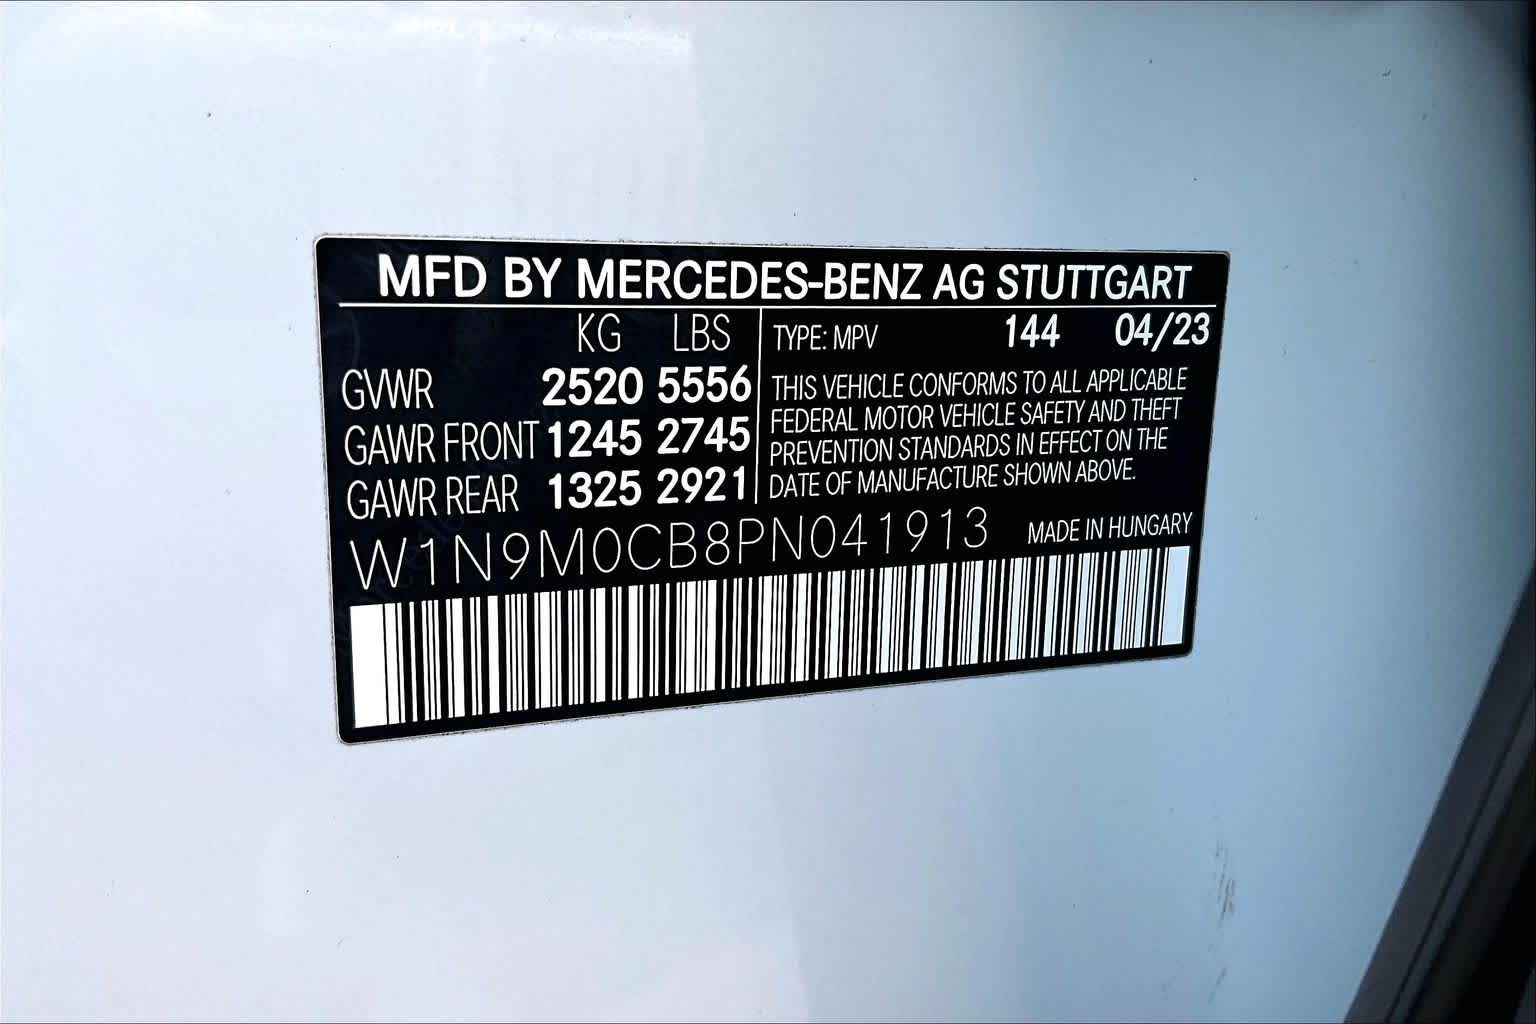 MFD BY MERCEDES-BENZ AG STUTTGART
KG LBS
GVWR 2520 5556
GAWR FRONT 1245 2745
GAWR REAR 1325 2921
TYPE: MPV 144 04/23
THIS VEHICLE CONFORMS TO ALL APPLICABLE
FEDERAL MOTOR VEHICLE SAFETY AND THEFT
PREVENTION STANDARDS IN EFFECT ON THE
DATE OF MANUFACTURE SHOWN ABOVE.
W1N9M0CB8PN041913 MADE IN HUNGARY